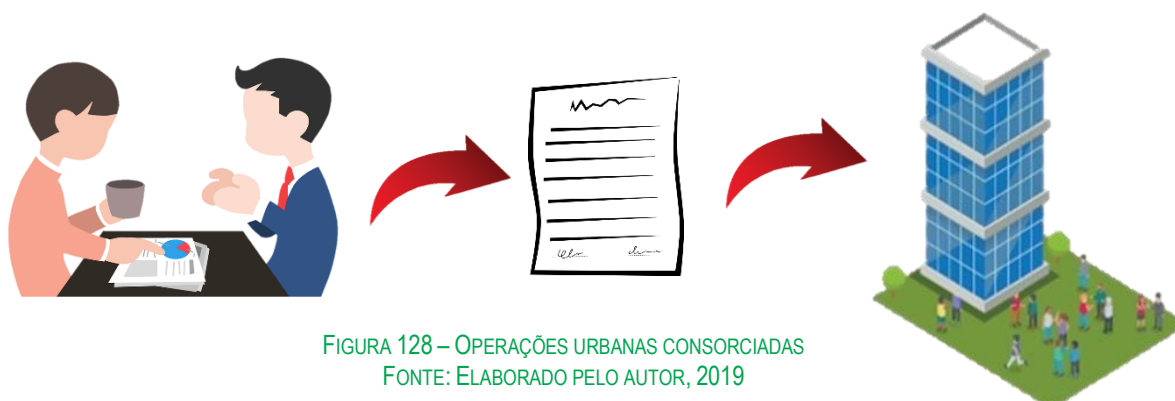 FIGURA 128 – OPERAÇÕES URBANAS CONSORCIADAS
FONTE: ELABORADO PELO AUTOR, 2019